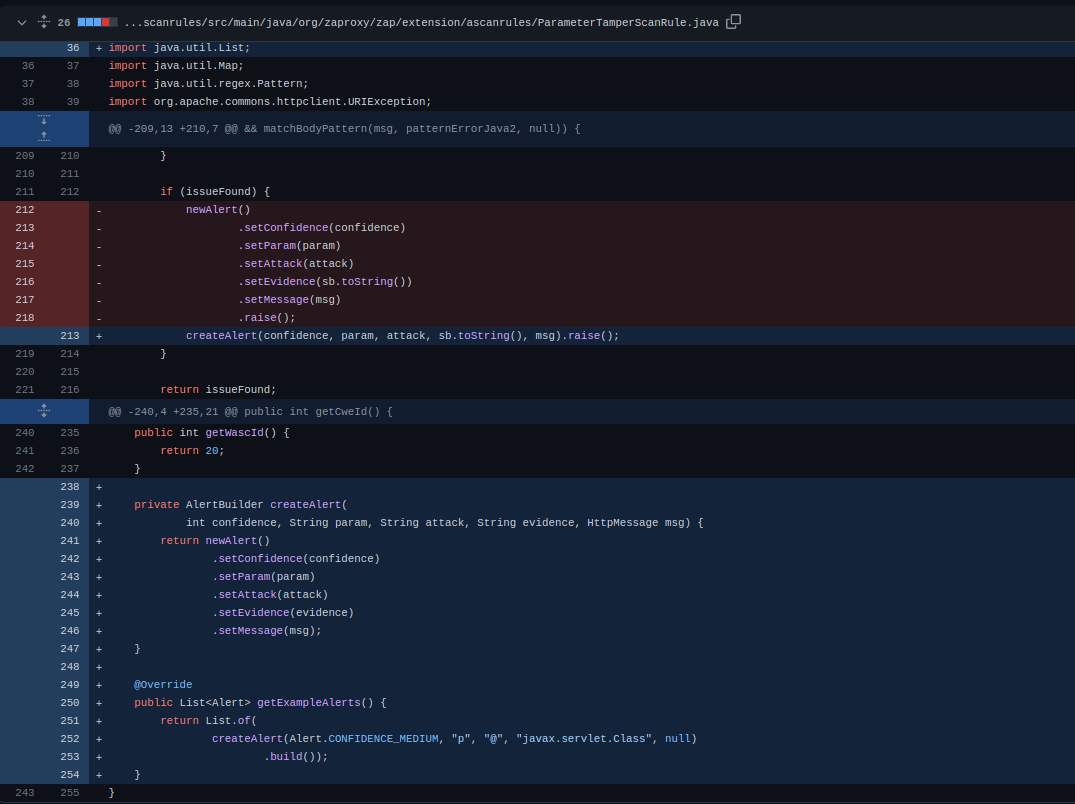 26 ...scanrules/src/main/java/org/zaproxy/zap/extension/ascanrules/ParameterTamperScanRule.java
36 + import java.util.List;
36 37 import java.util.Map;
37 38 import java.util.regex.Pattern;
38 39 import org.apache.commons.httpclient.URIException;
@@ -209,13 +210,7 @@ && matchBodyPattern(msg, patternErrorJava2, null)) {
209 210 }
210 211
211 212 if (issueFound) {
212 - newAlert()
213 - .setConfidence(confidence)
214 - .setParam(param)
215 - .setAttack(attack)
216 - .setEvidence(sb.toString())
217 - .setMessage(msg)
218 - .raise();
213 + createAlert(confidence, param, attack, sb.toString(), msg).raise();
219 214 }
220 215
221 216 return issueFound;
@@ -240,4 +235,21 @@ public int getCweId() {
240 235 public int getWascId() {
241 236 return 20;
242 237 }
238 +
239 + private AlertBuilder createAlert(
240 + int confidence, String param, String attack, String evidence, HttpMessage msg) {
241 + return newAlert()
242 + .setConfidence(confidence)
243 + .setParam(param)
244 + .setAttack(attack)
245 + .setEvidence(evidence)
246 + .setMessage(msg);
247 + }
248 +
249 + @Override
250 + public List<Alert> getExampleAlerts() {
251 + return List.of(
252 + createAlert(Alert.CONFIDENCE_MEDIUM, "p", "@", "javax.servlet.Class", null)
253 + .build());
254 + }
243 255 }